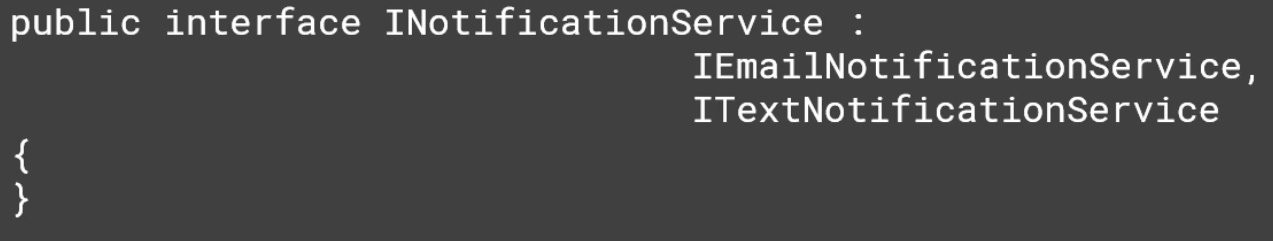 public interface INotificationService :
IEmailNotificationService,
ITextNotificationService
{
}